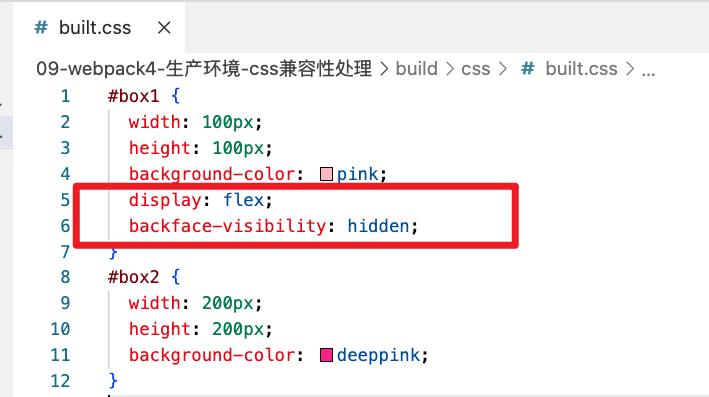 # built.css ×
09-webpack4-生产环境-css兼容性处理 > build > css > # built.css > ...
1 #box1 {
2 width: 100px;
3 height: 100px;
4 background-color: pink;
5 display: flex;
6 backface-visibility: hidden;
7 }
8 #box2 {
9 width: 200px;
10 height: 200px;
11 background-color: deeppink;
12 }